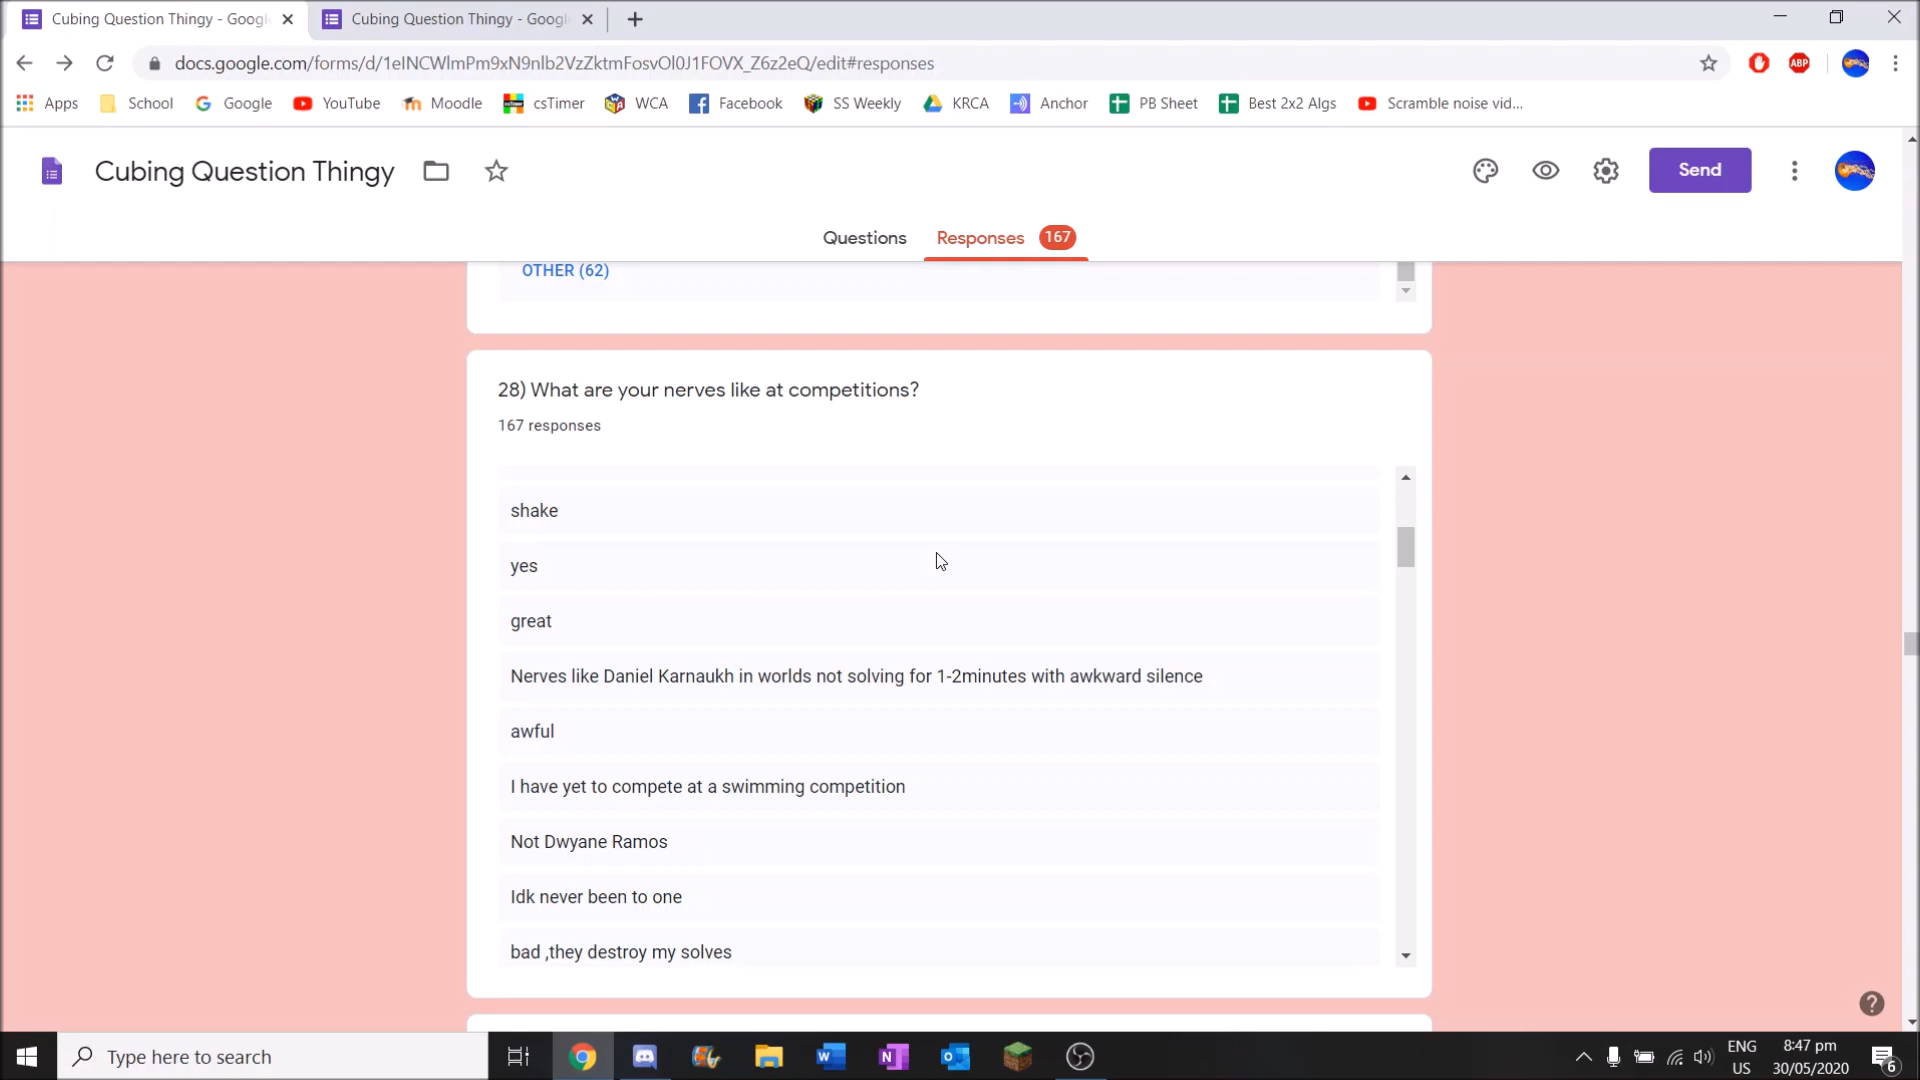 Cubing Question Thingy - Googl
Cubing Question Thingy - Googl
docs.google.com/forms/d/1eINCWlmPm9xN9nlb2VzZktmFosvOl0J1FOVX_Z6z2eQ/edit#responses
ABP
Apps School Google YouTube Moodle csTimer WCA Facebook SS Weekly KRCA Anchor PB Sheet Best 2x2 Algs Scramble noise vid...
Cubing Question Thingy
Send
Questions Responses 167
OTHER (62)
28) What are your nerves like at competitions?
167 responses
shake
yes
great
Nerves like Daniel Karnaukh in worlds not solving for 1-2minutes with awkward silence
awful
I have yet to compete at a swimming competition
Not Dwyane Ramos
Idk never been to one
bad ,they destroy my solves
Type here to search
ENG
US
8:47 pm
30/05/2020
6